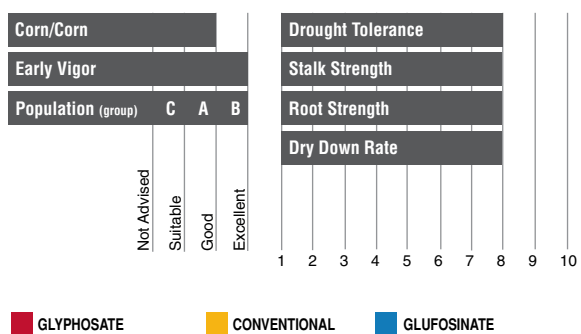 Corn/Corn
Early Vigor
Population (group) C A B
Not Advised
Suitable
Good
Excellent
Drought Tolerance
Stalk Strength
Root Strength
Dry Down Rate
1 2 3 4 5 6 7 8 9 10
GLYPHOSATE CONVENTIONAL GLUFOSINATE